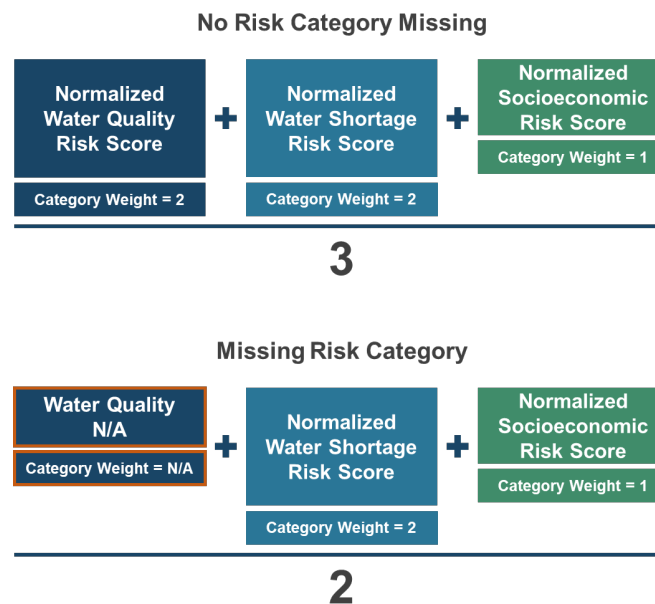 No Risk Category Missing
Normalized
Water Quality
Risk Score
Category Weight = 2
+
Normalized
Water Shortage
Risk Score
Category Weight = 2
+
Normalized
Socioeconomic
Risk Score
Category Weight = 1
3
Missing Risk Category
Water Quality
N/A
Category Weight = N/A
+
Normalized
Water Shortage
Risk Score
Category Weight = 2
+
Normalized
Socioeconomic
Risk Score
Category Weight = 1
2